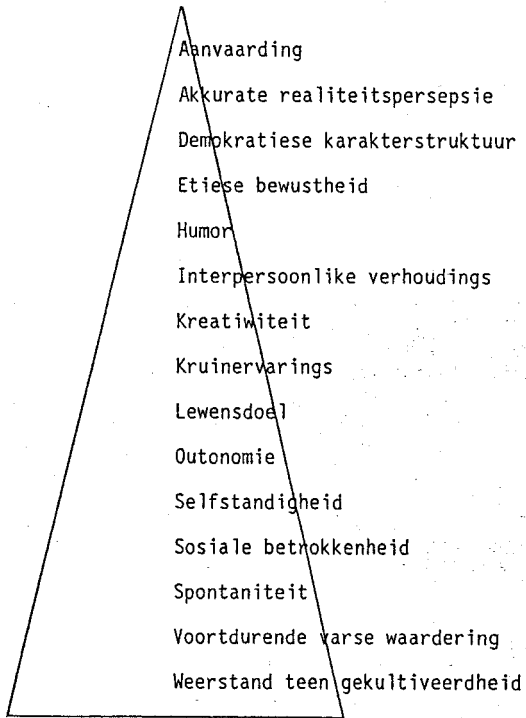 Aanvaarding
Akkurate realiteitspersepsie
Demokratiese karakterstruktuur
Etiese bewustheid
Humor
Interpersoonlike verhoudings
Kreatiwiteit
Kruinervarings
Lewensdoel
Outonomie
Selfstandigheid
Sosiale betrokkenheid
Spontaniteit
Voortdurende varse waardering
Weerstand teen gekultiveerdheid